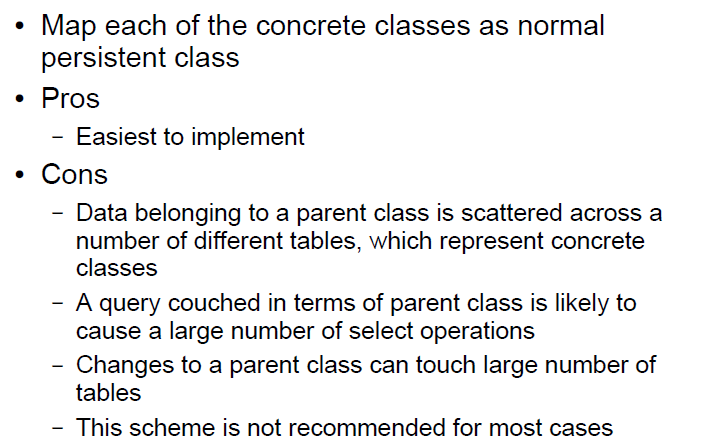 • Map each of the concrete classes as normal
persistent class
• Pros
– Easiest to implement
• Cons
– Data belonging to a parent class is scattered across a
number of different tables, which represent concrete
classes
– A query couched in terms of parent class is likely to
cause a large number of select operations
– Changes to a parent class can touch large number of
tables
– This scheme is not recommended for most cases